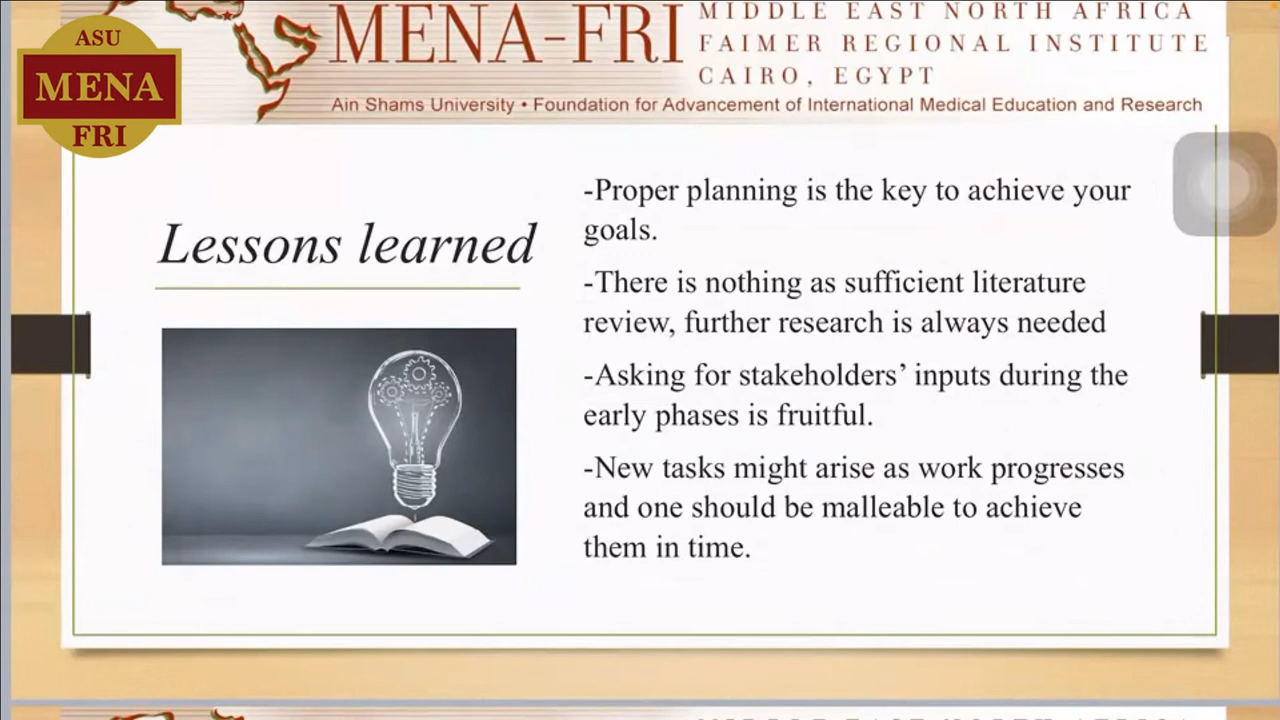 ASU
MENA
FRI
MENA-FRI
MIDDLE EAST NORTH AFRICA
FAIMER REGIONAL INSTITUTE
CAIRO, EGYPT
Ain Shams University • Foundation for Advancement of International Medical Education and Research
Lessons learned
-Proper planning is the key to achieve your
goals.
-There is nothing as sufficient literature
review, further research is always needed
-Asking for stakeholders’ inputs during the
early phases is fruitful.
-New tasks might arise as work progresses
and one should be malleable to achieve
them in time.